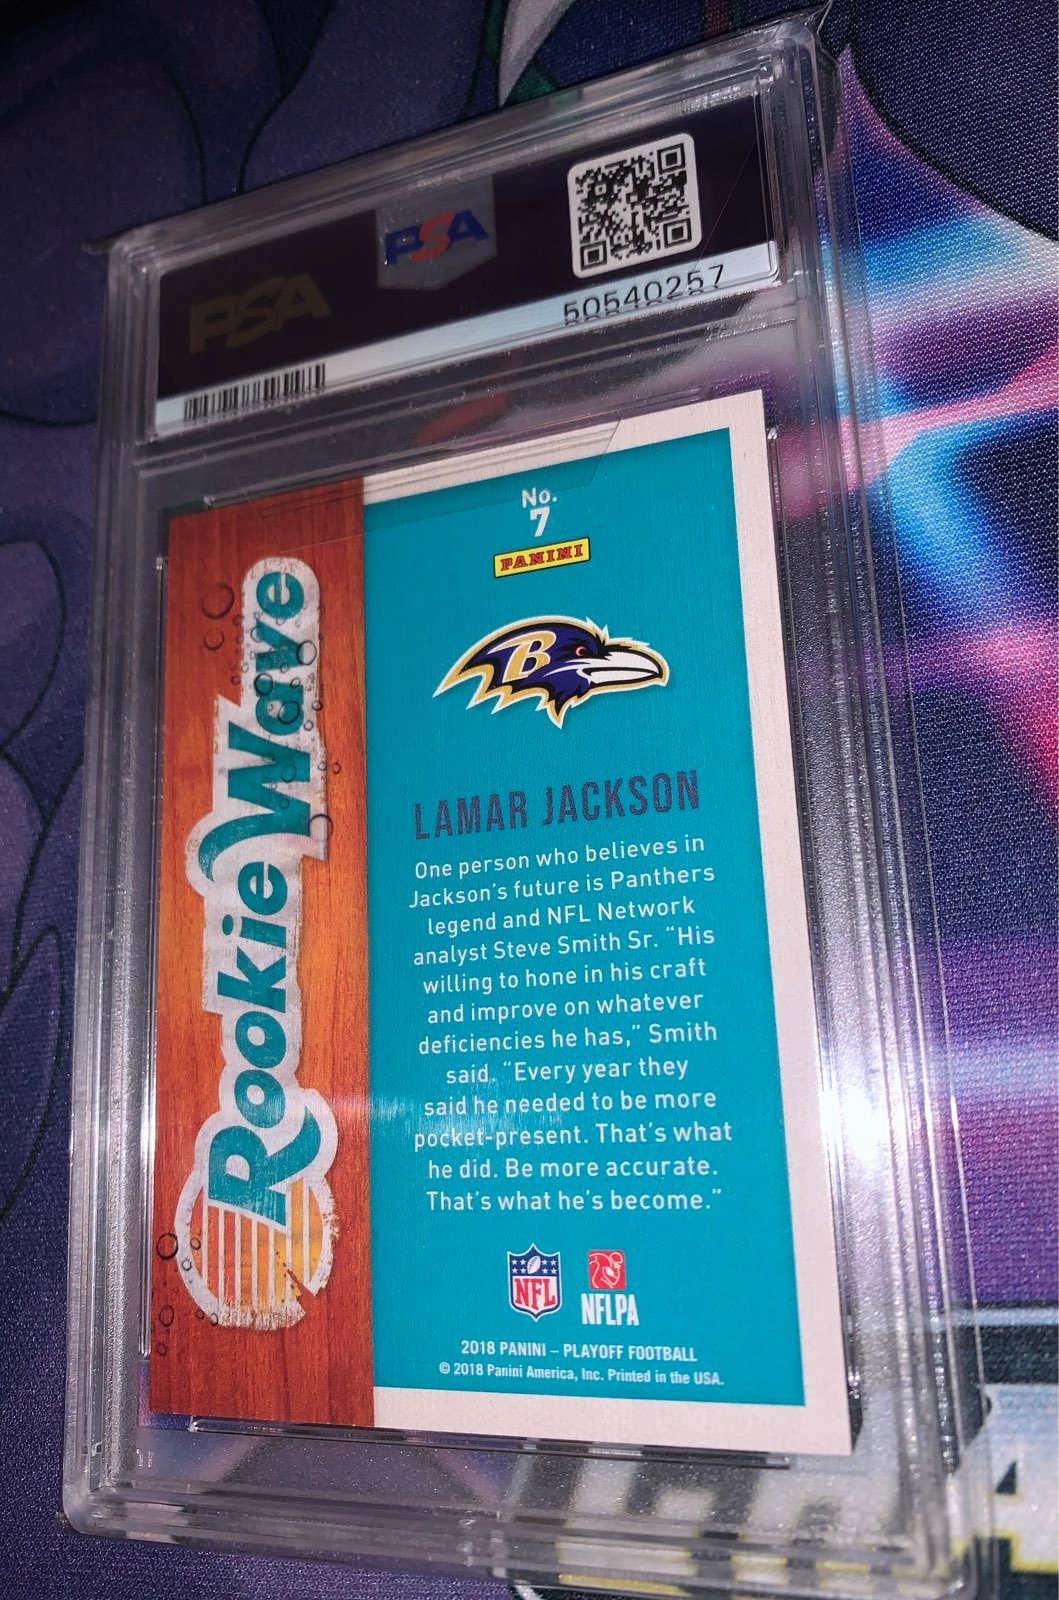 PSA
PSA
50540257
No.
7
PANINI
B
Rookie Wave
LAMAR JACKSON
One person who believes in
Jackson's future is Panthers
legend and NFL Network
analyst Steve Smith Sr. “His
willing to hone in his craft
and improve on whatever
deficiencies he has,” Smith
said. “Every year they
said he needed to be more
pocket-present. That's what
he did. Be more accurate.
That's what he's become.”
NFL
NFLPA
2018 PANINI – PLAYOFF FOOTBALL
© 2018 Panini America, Inc. Printed in the USA.